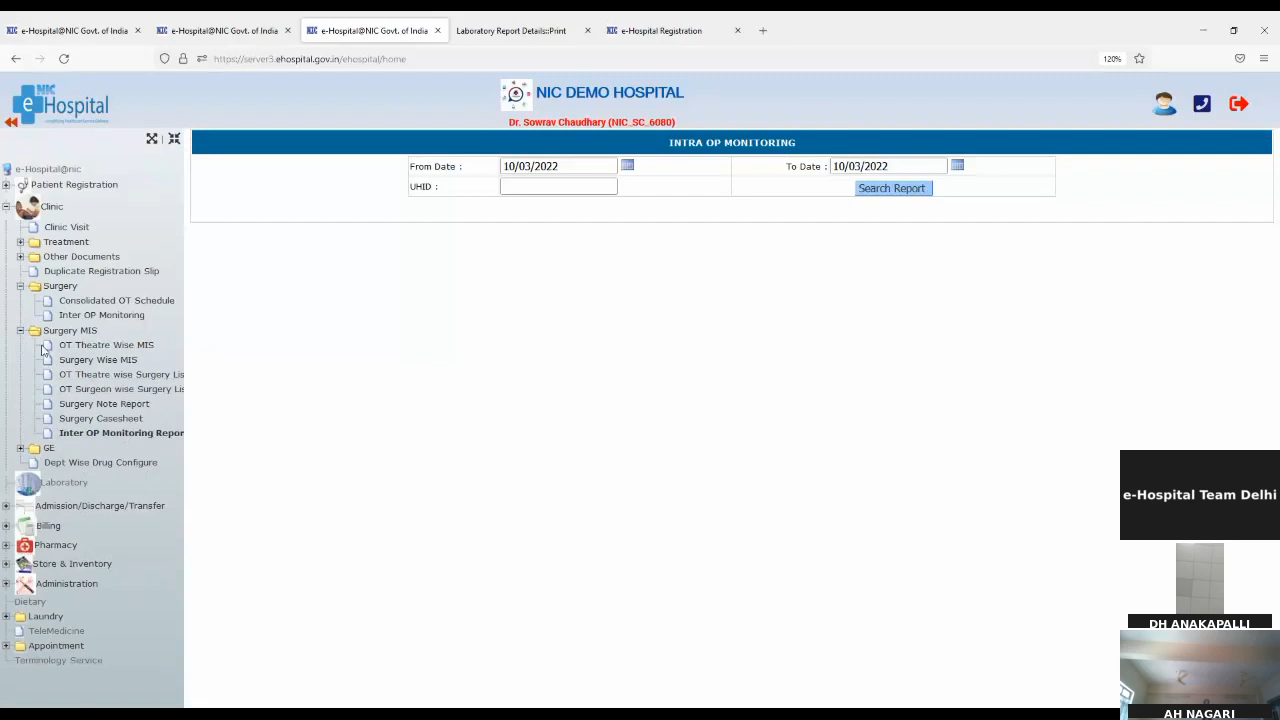 e-Hospital@NIC Govt. of India
e-Hospital@NIC Govt. of India
e-Hospital@NIC Govt. of India
Laboratory Report Details::Print
e-Hospital Registration
https://server3.ehospital.gov.in/ehospital/home
120%
NIC
eHospital
NIC DEMO HOSPITAL
Dr. Sowrav Chaudhary (NIC_SC_6080)
INTRA OP MONITORING
From Date : 10/03/2022 To Date : 10/03/2022
UHID : Search Report
e-Hospital@nic
Patient Registration
Clinic
Clinic Visit
Treatment
Other Documents
Duplicate Registration Slip
Surgery
Consolidated OT Schedule
Inter OP Monitoring
Surgery MIS
OT Theatre Wise MIS
Surgery Wise MIS
OT Theatre wise Surgery Lis
OT Surgeon wise Surgery Lis
Surgery Note Report
Surgery Casesheet
Inter OP Monitoring Repor
GE
Dept Wise Drug Configure
Laboratory
Admission/Discharge/Transfer
Billing
Pharmacy
Store & Inventory
Administration
Dietary
Laundry
TeleMedicine
Appointment
Terminology Service
e-Hospital Team Delhi
DH ANAKAPALLI
AH NAGARI